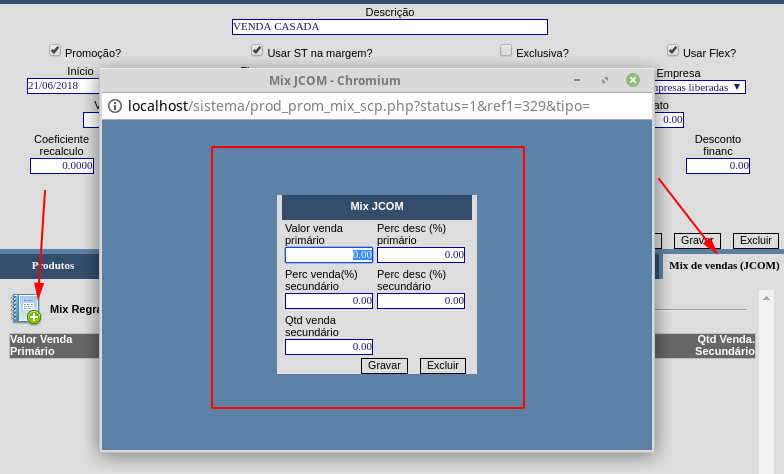 Descrição
VENDA CASADA
Promoção? Usar ST na margem? Exclusiva? Usar Flex?
Início Empresa
21/06/2018 presas liberadas
Mix JCOM - Chromium
localhost/sistema/prod_prom_mix_scp.php?status=1&ref1=329&tipo=
0.00
Coeficiente
recalculo
0.0000
Desconto
financ
0.00
Mix JCOM
Valor venda
primário
Perc desc (%)
primário
0.00 0.00
Perc venda(%)
secundário
Perc desc (%)
secundário
0.00 0.00
Qtd venda
secundário
0.00
Gravar Excluir
Gravar Excluir
Produtos Mix de vendas (JCOM)
Mix Regra
Valor Venda
Primário
Qtd Venda.
Secundário